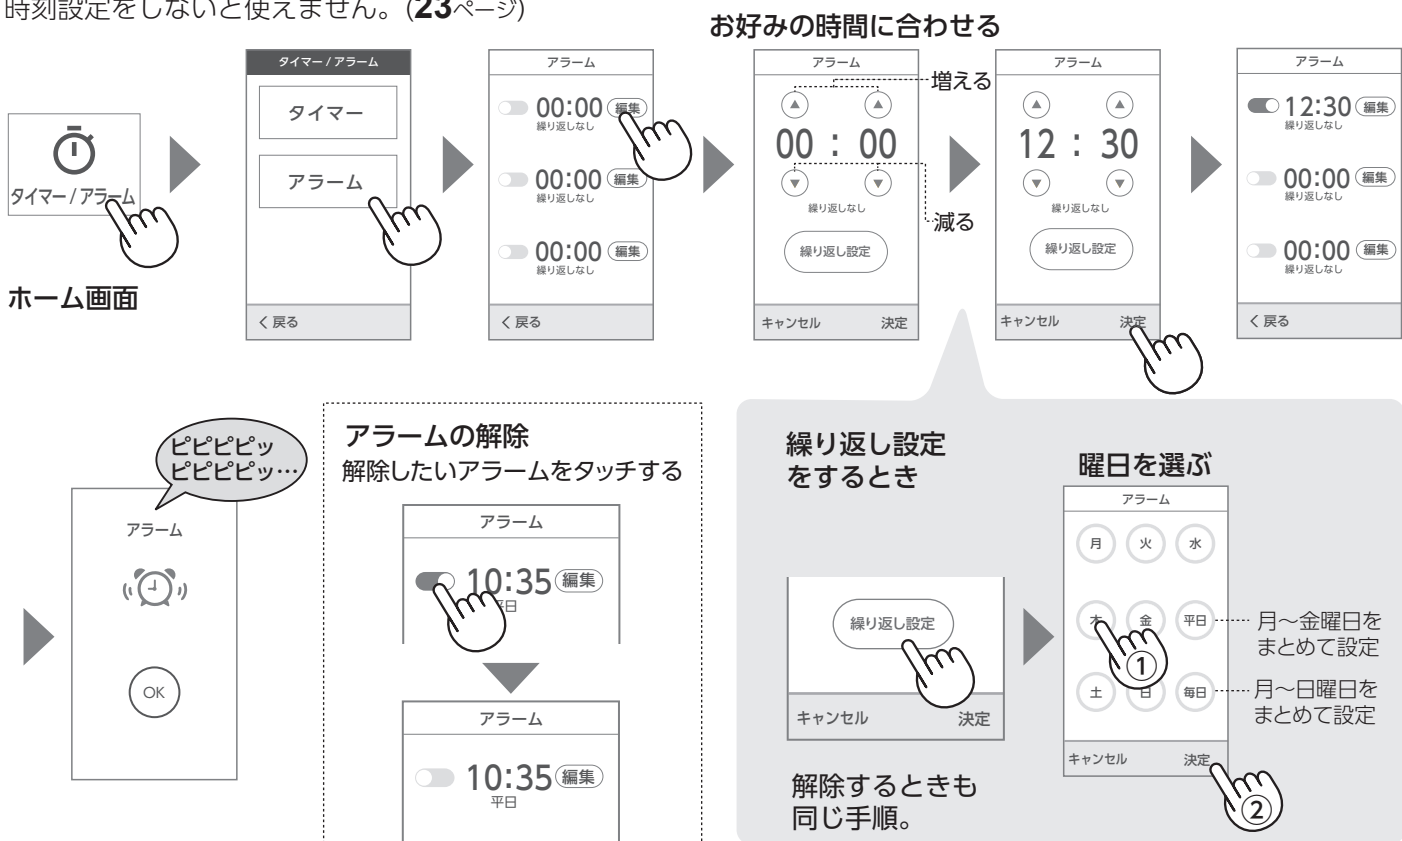 時刻設定をしないと使えません。(23ページ)
タイマー / アラーム
ホーム画面
タイマー / アラーム
タイマー
アラーム
く 戻る
アラーム
00:00 編集
繰り返しなし
00:00 編集
繰り返しなし
00:00 編集
繰り返しなし
く 戻る
お好みの時間に合わせる
アラーム
増える
00 : 00
減る
繰り返しなし
繰り返し設定
キャンセル 決定
アラーム
12 : 30
繰り返しなし
繰り返し設定
キャンセル 決定
アラーム
12:30 編集
繰り返しなし
00:00 編集
繰り返しなし
00:00 編集
繰り返しなし
く 戻る
ピピピピッ
ピピピピッ…
アラーム
OK
アラームの解除
解除したいアラームをタッチする
アラーム
10:35 編集
平日
アラーム
10:35 編集
平日
繰り返し設定
をするとき
繰り返し設定
キャンセル 決定
解除するときも
同じ手順。
曜日を選ぶ
アラーム
月 火 水
木 金 平日
①
土 日 毎日
キャンセル 決定
②
月〜金曜日を
まとめて設定
月〜日曜日を
まとめて設定